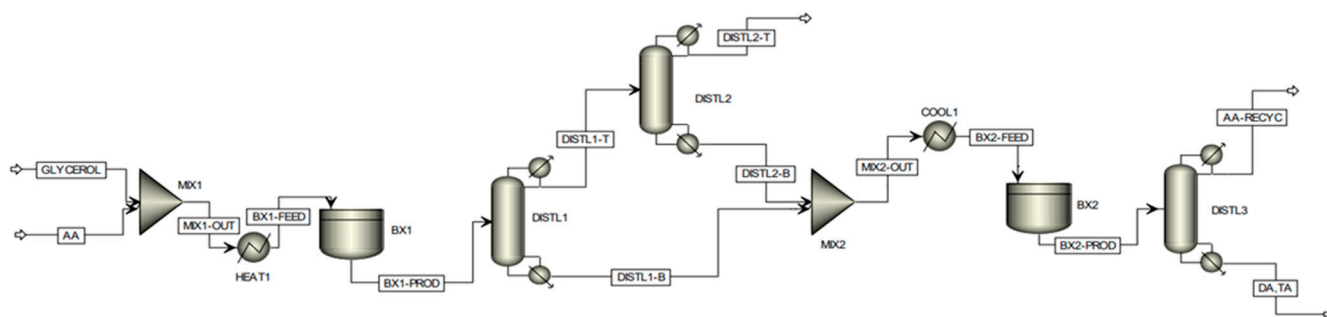 GLYCEROL
AA
MIX1
MIX1-OUT
HEAT1
BX1-FEED
BX1
BX1-PROD
DISTL1
DISTL1-T
DISTL1-B
DISTL2
DISTL2-T
DISTL2-B
MIX2
MIX2-OUT
COOL1
BX2-FEED
BX2
BX2-PROD
DISTL3
AA-RECYC
DA,TA